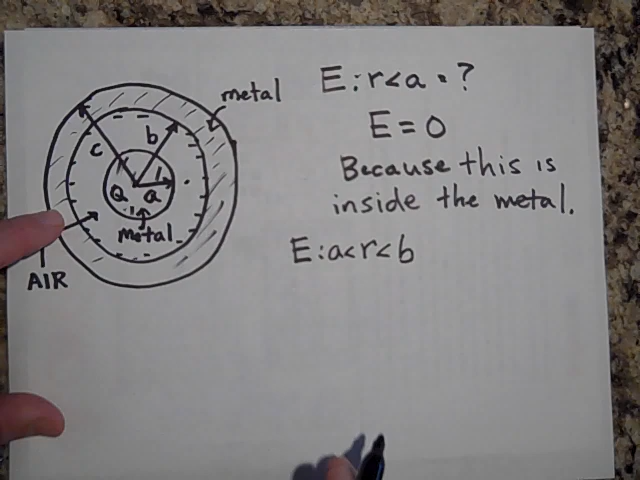 E: r<a = ?
metal
E = 0
b
c
Because this is
Q
a
inside the metal.
metal
E: a<r<b
AIR